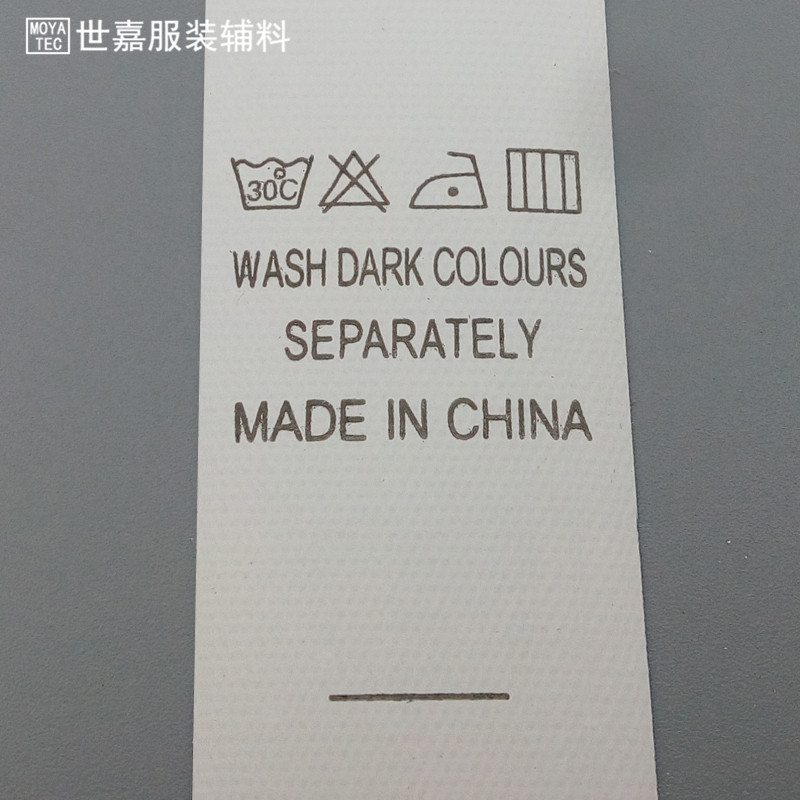 MOYA
TEC
世嘉服装辅料
30°C
WASH DARK COLOURS
SEPARATELY
MADE IN CHINA